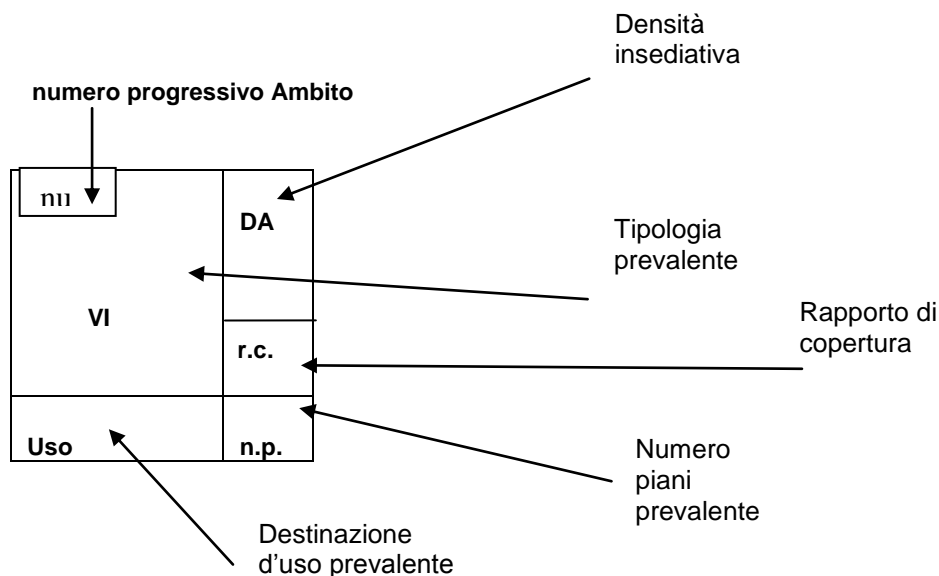 Densità
insediativa
numero progressivo Ambito
DA
Tipologia
prevalente
VI
Rapporto di
copertura
r.c.
Uso
n.p.
Numero
piani
prevalente
Destinazione
d'uso prevalente